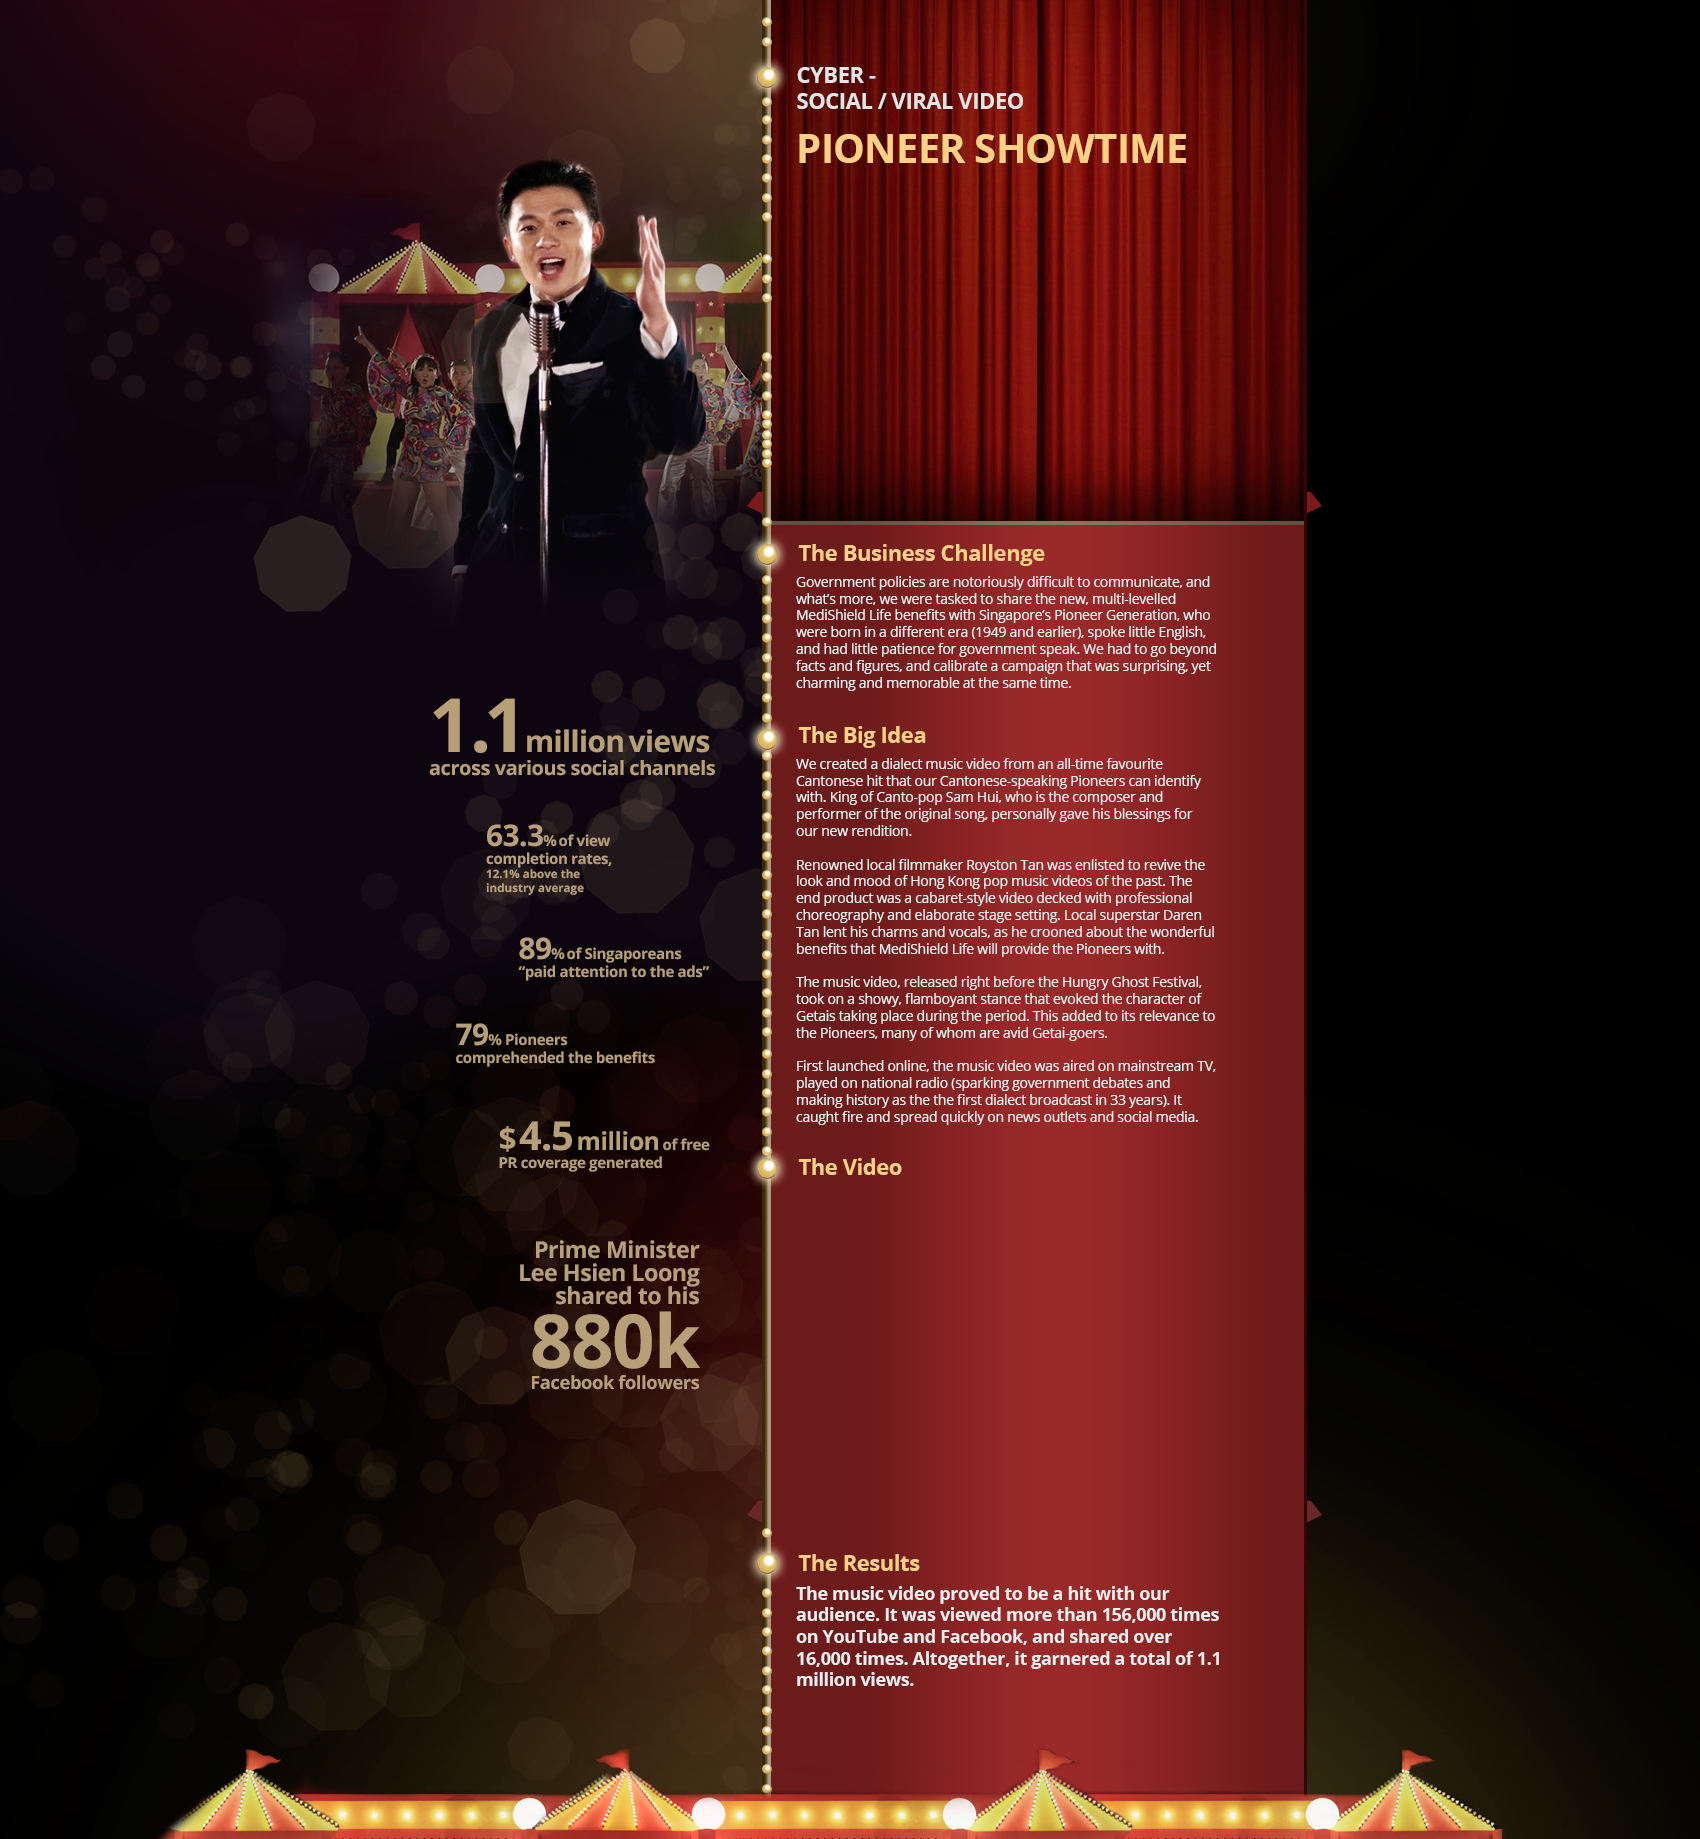 CYBER -
SOCIAL / VIRAL VIDEO
PIONEER SHOWTIME
The Business Challenge
Government policies are notoriously difficult to communicate, and
what's more, we were tasked to share the new, multi-levelled
MediShield Life benefits with Singapore's Pioneer Generation, who
were born in a different era (1949 and earlier), spoke little English,
and had little patience for government speak. We had to go beyond
facts and figures, and calibrate a campaign that was surprising, yet
charming and memorable at the same time.
The Big Idea
We created a dialect music video from an all-time favourite
Cantonese hit that our Cantonese-speaking Pioneers can identify
with. King of Canto-pop Sam Hui, who is the composer and
performer of the original song, personally gave his blessings for
our new rendition.
Renowned local filmmaker Royston Tan was enlisted to revive the
look and mood of Hong Kong pop music videos of the past. The
end product was a cabaret-style video decked with professional
choreography and elaborate stage setting. Local superstar Daren
Tan lent his charms and vocals, as he crooned about the wonderful
benefits that MediShield Life will provide the Pioneers with.
The music video, released right before the Hungry Ghost Festival,
took on a showy, flamboyant stance that evoked the character of
Getais taking place during the period. This added to its relevance to
the Pioneers, many of whom are avid Getai-goers.
First launched online, the music video was aired on mainstream TV,
played on national radio (sparking government debates and
making history as the the first dialect broadcast in 33 years). It
caught fire and spread quickly on news outlets and social media.
The Video
The Results
The music video proved to be a hit with our
audience. It was viewed more than 156,000 times
on YouTube and Facebook, and shared over
16,000 times. Altogether, it garnered a total of 1.1
million views.
1.1 million views
across various social channels
63.3% of view
completion rates,
12.1% above the
industry average
89% of Singaporeans
“paid attention to the ads”
79% Pioneers
comprehended the benefits
$4.5 million of free
PR coverage generated
Prime Minister
Lee Hsien Loong
shared to his
880k
Facebook followers